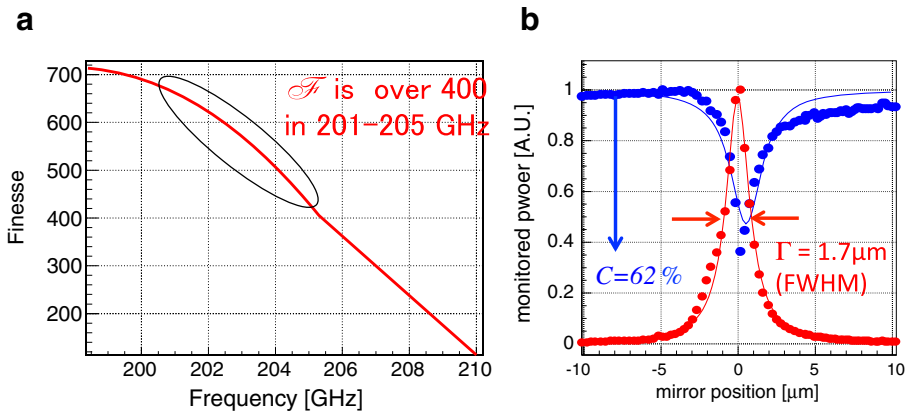 a
700
600
500
400
300
200
Finesse
200
202
204
206
208
210
Frequency [GHz]
ℱ is over 400
in 201-205 GHz
b
1
0.8
0.6
0.4
0.2
0
monitored pwoer [A.U.]
-10
-5
0
5
10
mirror position [μm]
C=62 %
Γ = 1.7μm
(FWHM)